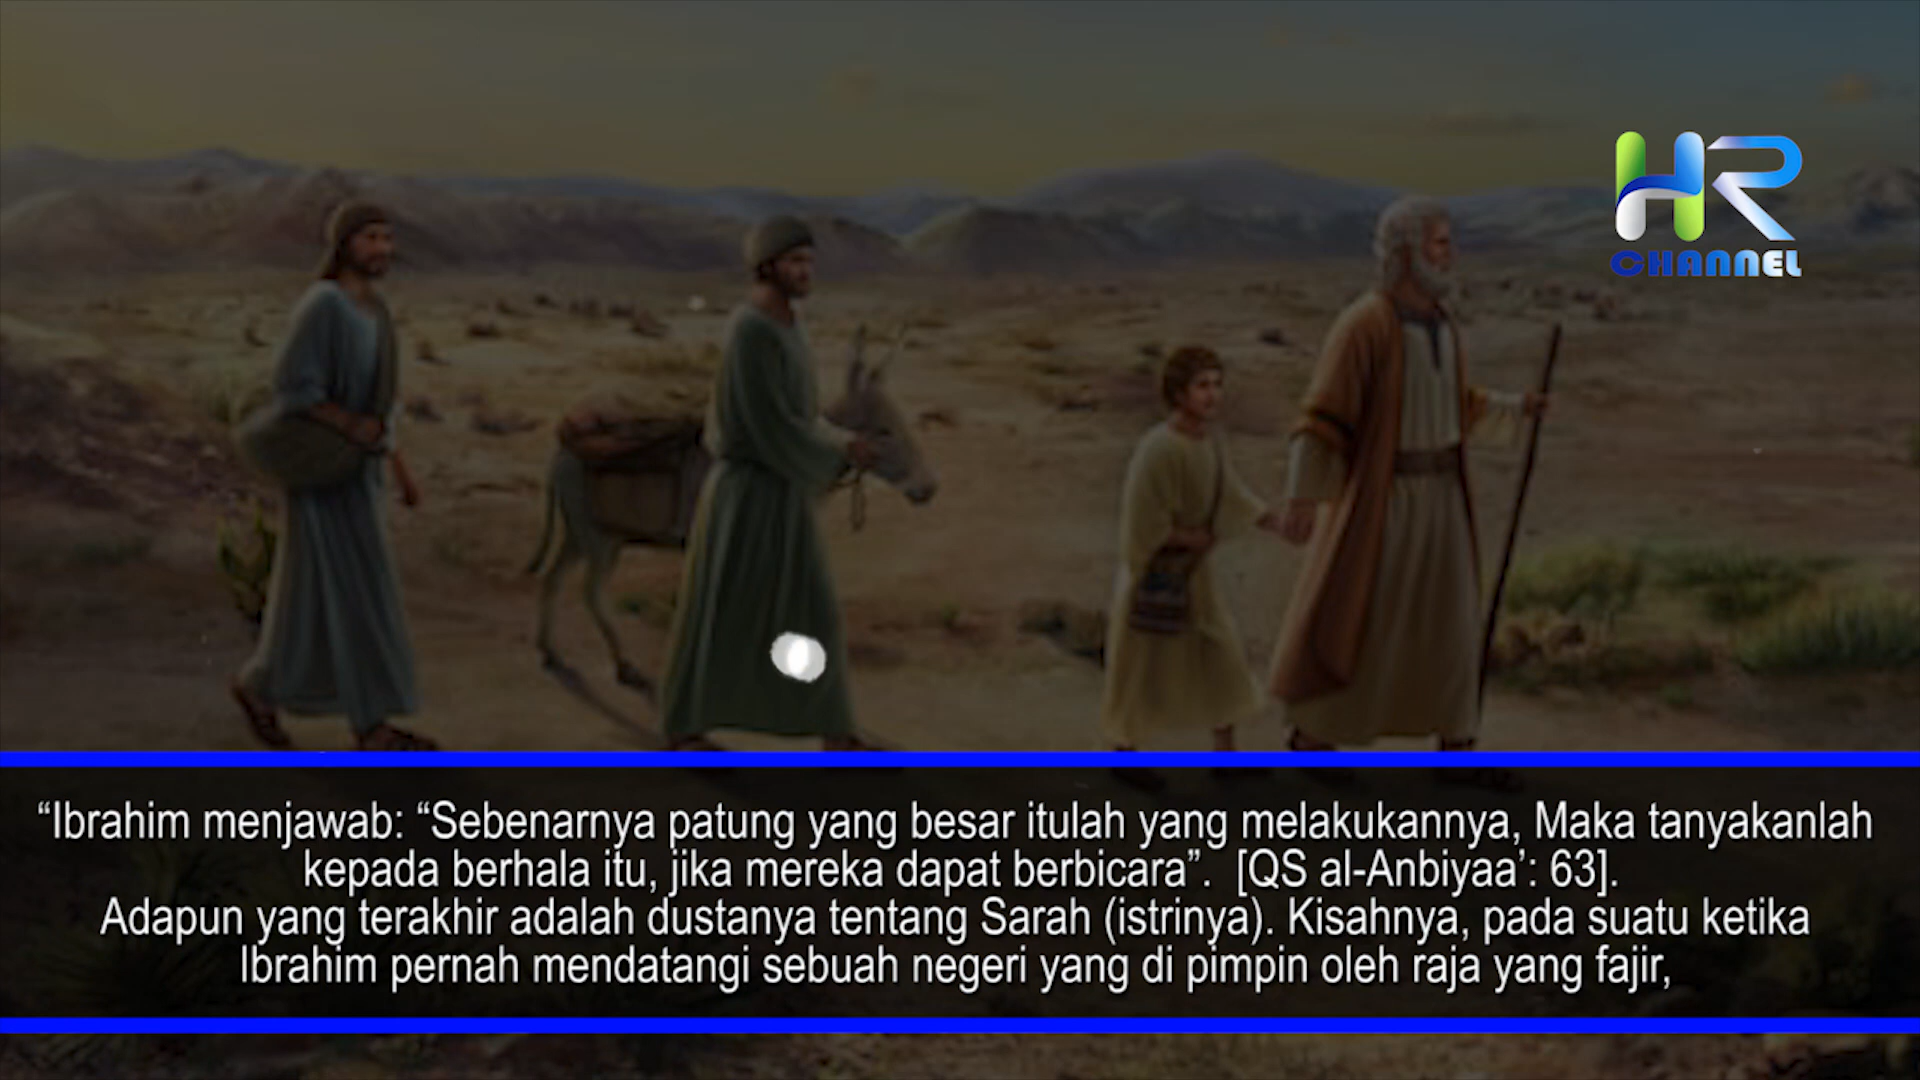 HR
CHANNEL
“Ibrahim menjawab: “Sebenarnya patung yang besar itulah yang melakukannya, Maka tanyakanlah
kepada berhala itu, jika mereka dapat berbicara”.  [QS al-Anbiyaa’: 63].
Adapun yang terakhir adalah dustanya tentang Sarah (istrinya). Kisahnya, pada suatu ketika
Ibrahim pernah mendatangi sebuah negeri yang di pimpin oleh raja yang fajir,